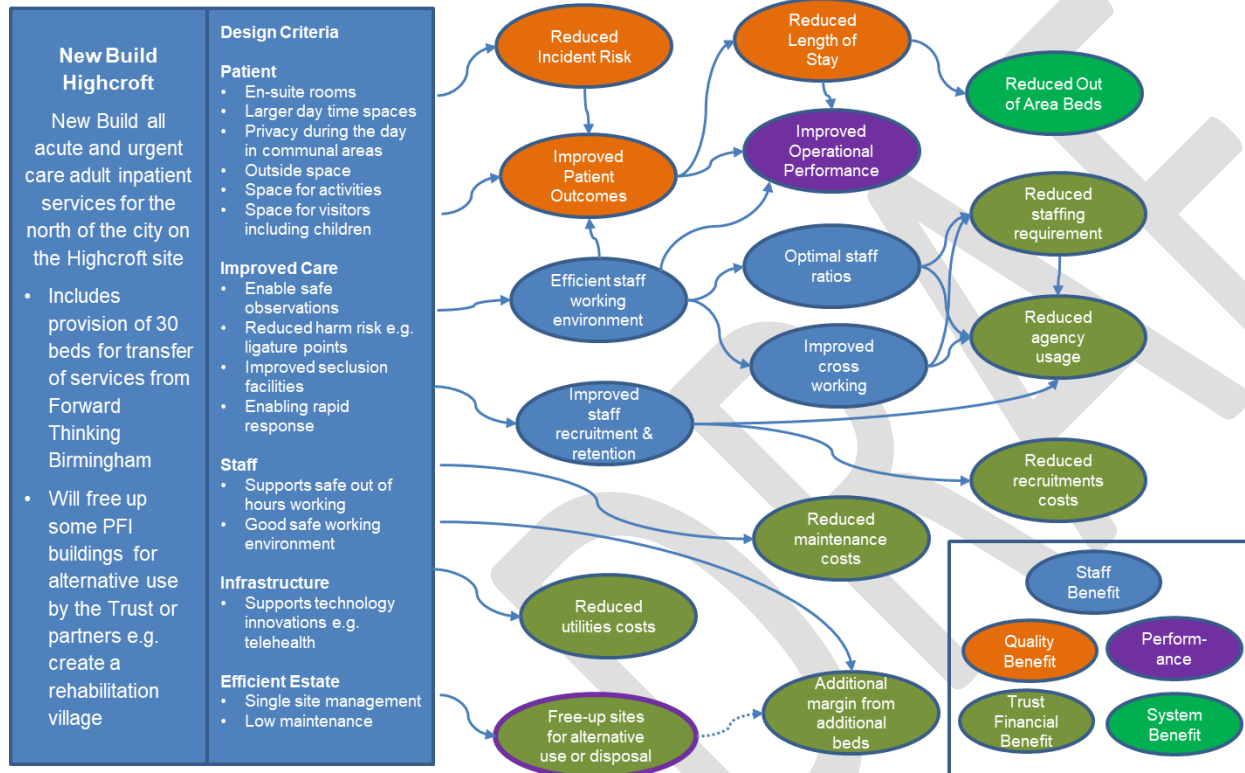 New Build
Highcroft
New Build all
acute and urgent
care adult inpatient
services for the
north of the city on
the Highcroft site
• Includes
provision of 30
beds for transfer
of services from
Forward
Thinking
Birmingham
• Will free up
some PFI
buildings for
alternative use
by the Trust or
partners e.g.
create a
rehabilitation
village
Design Criteria
Patient
• En-suite rooms
• Larger day time spaces
• Privacy during the day
in communal areas
• Outside space
• Space for activities
• Space for visitors
including children
Improved Care
• Enable safe
observations
• Reduced harm risk e.g.
ligature points
• Improved seclusion
facilities
• Enabling rapid
response
Staff
• Supports safe out of
hours working
• Good safe working
environment
Infrastructure
• Supports technology
innovations e.g.
telehealth
Efficient Estate
• Single site management
• Low maintenance
Reduced
Incident Risk
Reduced
Length of
Stay
Reduced Out
of Area Beds
Improved
Patient
Outcomes
Improved
Operational
Performance
Reduced
staffing
requirement
Efficient staff
working
environment
Optimal staff
ratios
Improved
cross
working
Reduced
agency
usage
Improved
staff
recruitment &
retention
Reduced
recruitments
costs
Reduced
maintenance
costs
Reduced
utilities costs
Free-up sites
for alternative
use or disposal
Additional
margin from
additional
beds
Staff
Benefit
Quality
Benefit
Perform-
ance
Trust
Financial
Benefit
System
Benefit
DRAFT